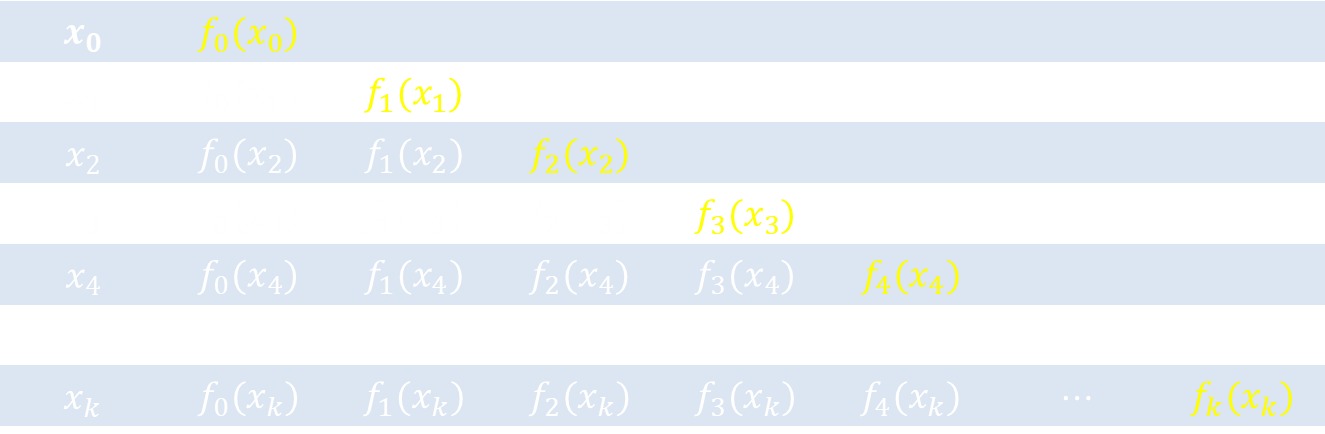 x₀ f₀(x₀)
f₁(x₁)
x₂ f₀(x₂) f₁(x₂) f₂(x₂)
f₃(x₃)
x₄ f₀(x₄) f₁(x₄) f₂(x₄) f₃(x₄) f₄(x₄)
xₖ f₀(xₖ) f₁(xₖ) f₂(xₖ) f₃(xₖ) f₄(xₖ) ⋯ fₖ(xₖ)